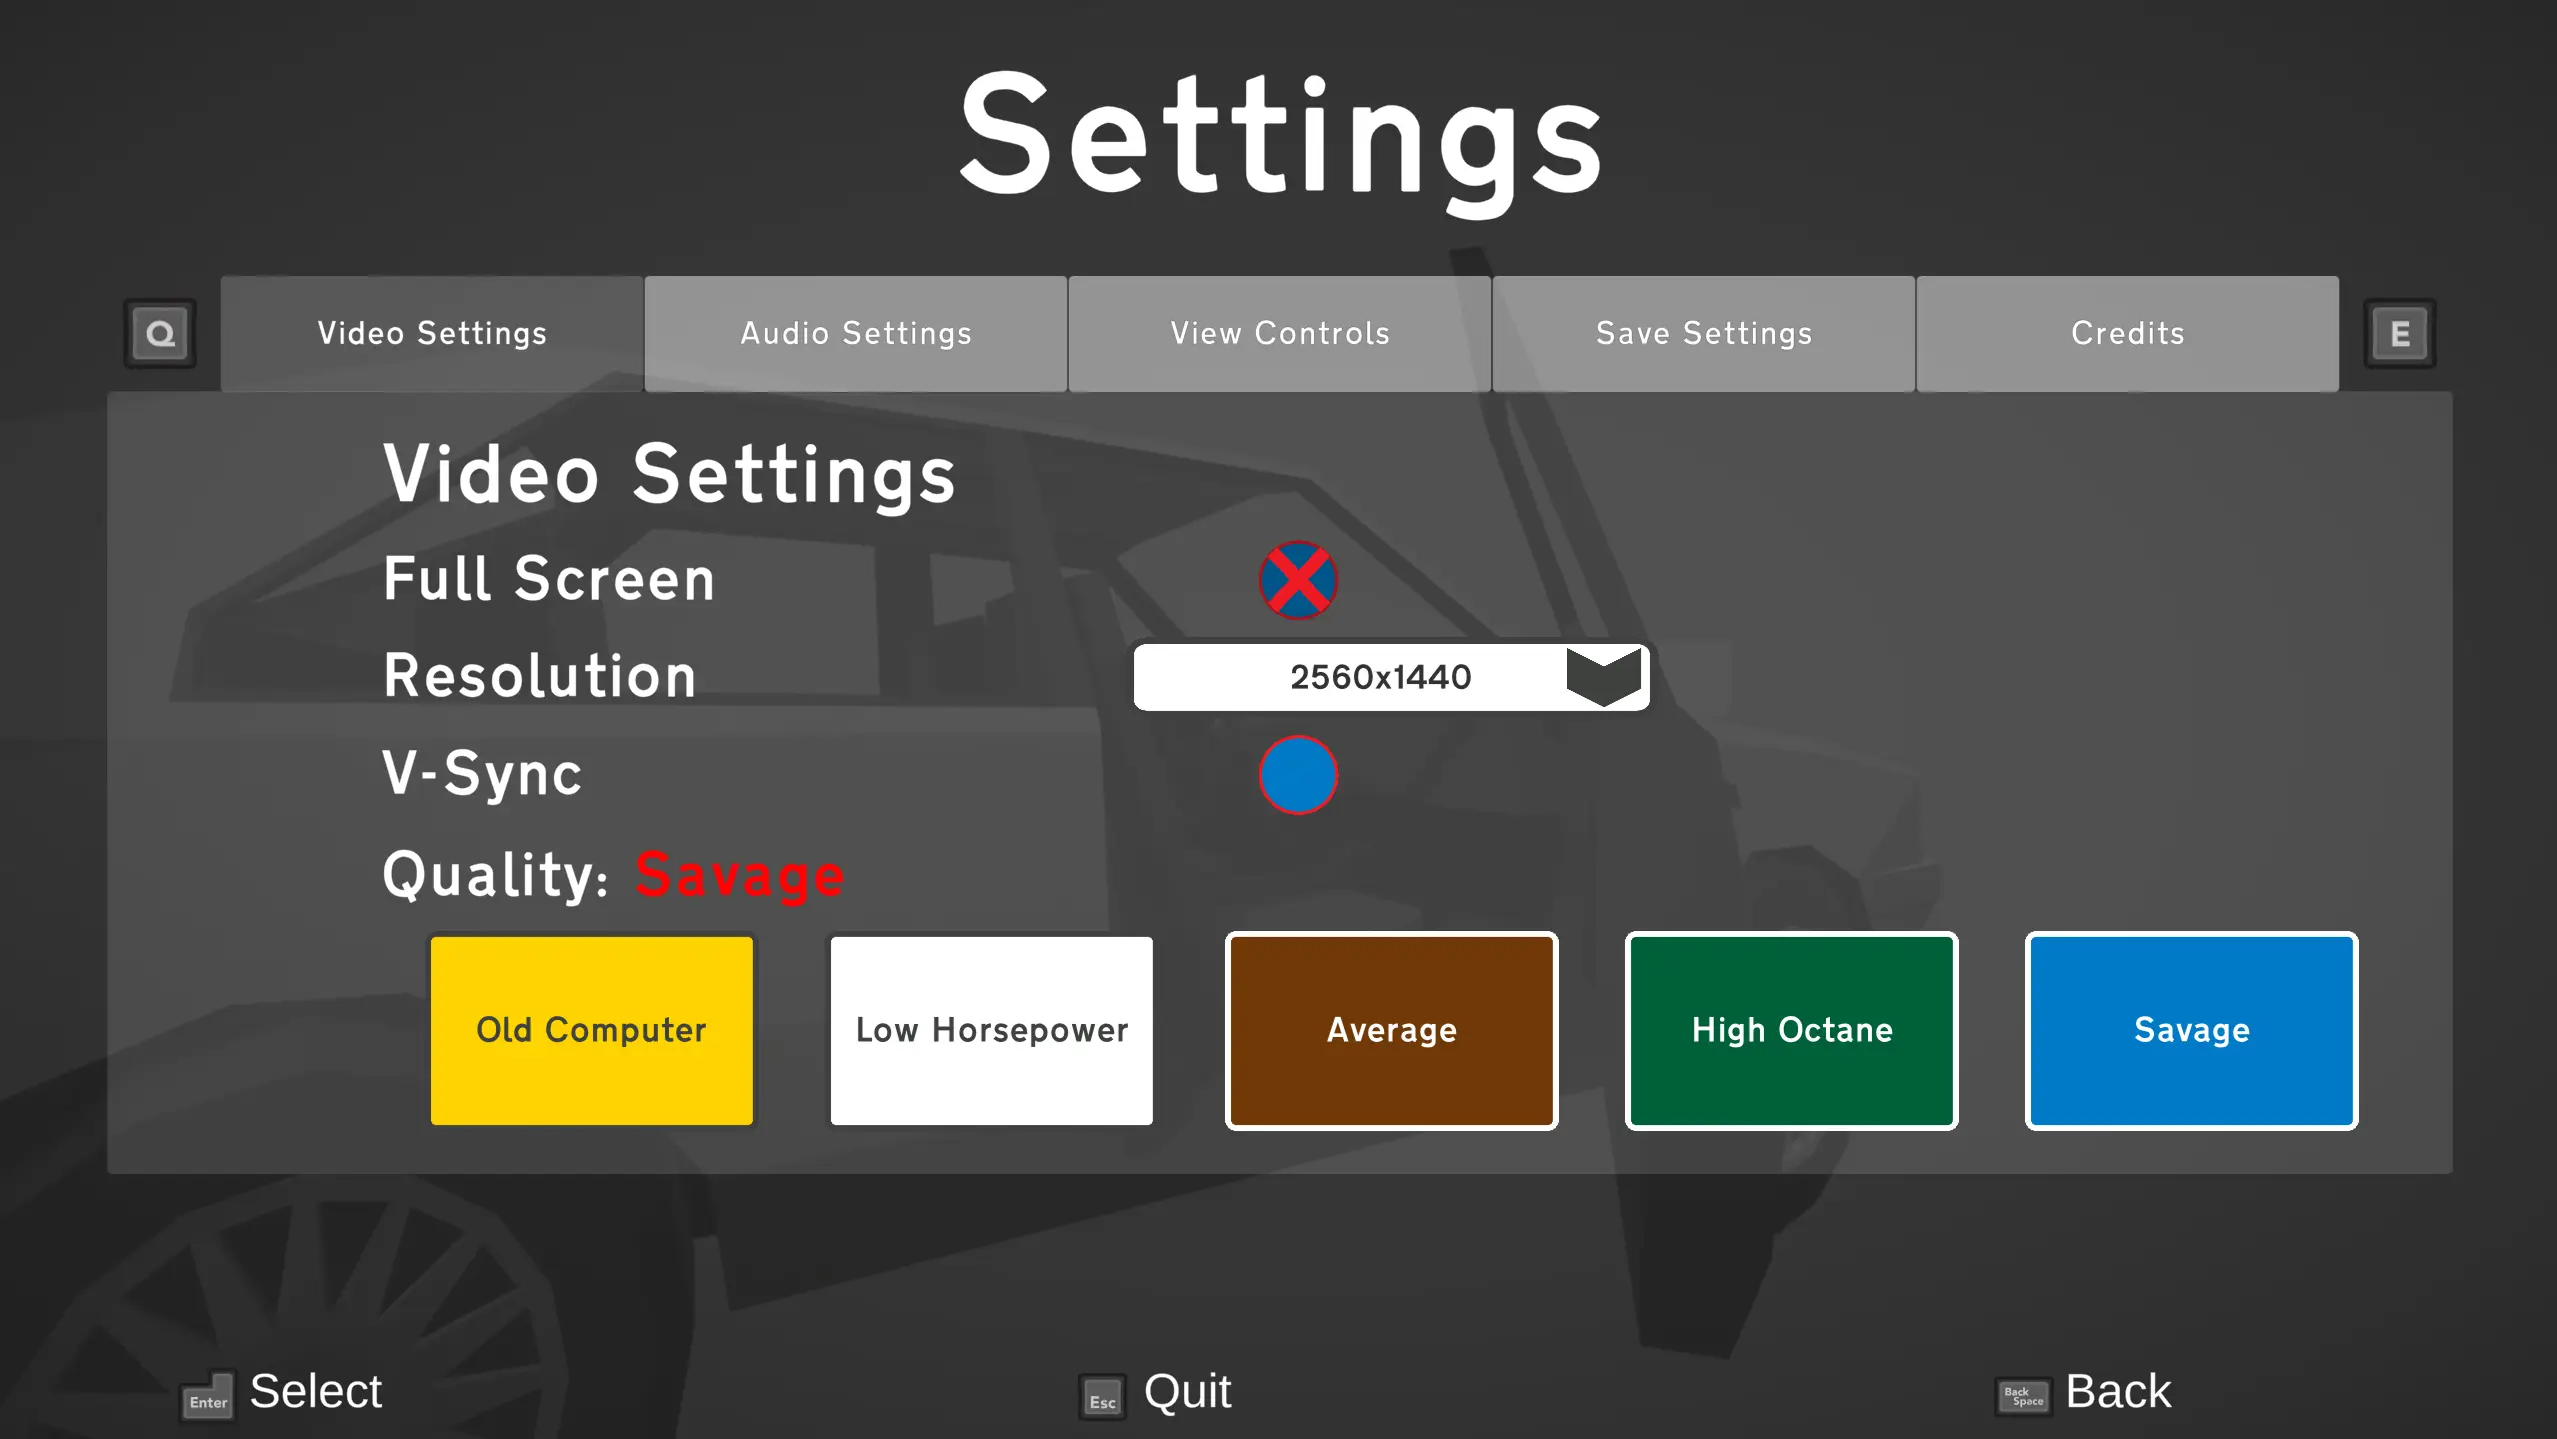 Settings
Q
Video Settings
Audio Settings
View Controls
Save Settings
Credits
E
Video Settings
Full Screen
Resolution
2560x1440
V-Sync
Quality: Savage
Old Computer
Low Horsepower
Average
High Octane
Savage
Enter Select
Esc Quit
Back Space Back